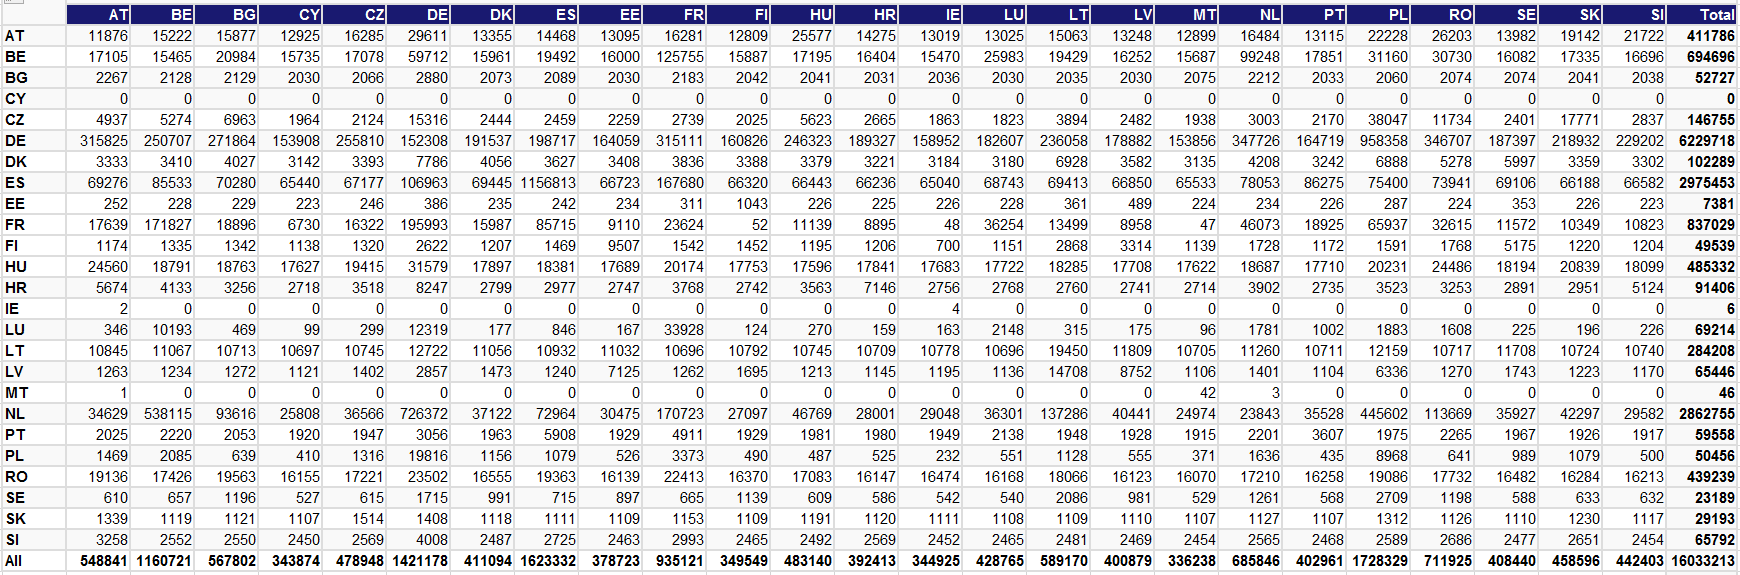 AT BE BG CY CZ DE DK ES EE FR FI HU HR IE LU LT LV MT NL PT PL RO SE SK SI Total
AT 11876 15222 15877 12925 16285 29611 13355 14468 13095 16281 12809 25577 14275 13019 13025 15063 13248 12899 16484 13115 22228 26203 13982 19142 21722 411786
BE 17105 15465 20984 15735 17078 59712 15961 19492 16000 125755 15887 17195 16404 15470 25983 19429 16252 15687 99248 17851 31160 30730 16082 17335 16696 694696
BG 2267 2128 2129 2030 2066 2880 2073 2089 2030 2183 2042 2041 2031 2036 2030 2035 2030 2075 2212 2033 2060 2074 2074 2041 2038 52727
CY 0 0 0 0 0 0 0 0 0 0 0 0 0 0 0 0 0 0 0 0 0 0 0 0 0 0
CZ 4937 5274 6963 1964 2124 15316 2444 2459 2259 2739 2025 5623 2665 1863 1823 3894 2482 1938 3003 2170 38047 11734 2401 17771 2837 146755
DE 315825 250707 271864 153908 255810 152308 191537 198717 164059 315111 160826 246323 189327 158952 182607 236058 178882 153856 347726 164719 958358 346707 187397 218932 229202 6229718
DK 3333 3410 4027 3142 3393 7786 4056 3627 3408 3836 3388 3379 3221 3184 3180 6928 3582 3135 4208 3242 6888 5278 5997 3359 3302 102289
ES 69276 85533 70280 65440 67177 106963 69445 1156813 66723 167680 66320 66443 66236 65040 68743 69413 66850 65533 78053 86275 75400 73941 69106 66188 66582 2975453
EE 252 228 229 223 246 386 235 242 234 311 1043 226 225 226 228 361 489 224 234 226 287 224 353 226 223 7381
FR 17639 171827 18896 6730 16322 195993 15987 85715 9110 23624 52 11139 8895 48 36254 13499 8958 47 46073 18925 65937 32615 11572 10349 10823 837029
FI 1174 1335 1342 1138 1320 2622 1207 1469 9507 1542 1452 1195 1206 700 1151 2868 3314 1139 1728 1172 1591 1768 5175 1220 1204 49539
HU 24560 18791 18763 17627 19415 31579 17897 18381 17689 20174 17753 17596 17841 17683 17722 18285 17708 17622 18687 17710 20231 24486 18194 20839 18099 485332
HR 5674 4133 3256 2718 3518 8247 2799 2977 2747 3768 2742 3563 7146 2756 2768 2760 2741 2714 3902 2735 3523 3253 2891 2951 5124 91406
IE 2 0 0 0 0 0 0 0 0 0 0 0 0 4 0 0 0 0 0 0 0 0 0 0 0 6
LU 346 10193 469 99 299 12319 177 846 167 33928 124 270 159 163 2148 315 175 96 1781 1002 1883 1608 225 196 226 69214
LT 10845 11067 10713 10697 10745 12722 11056 10932 11032 10696 10792 10745 10709 10778 10696 19450 11809 10705 11260 10711 12159 10717 11708 10724 10740 284208
LV 1263 1234 1272 1121 1402 2857 1473 1240 7125 1262 1695 1213 1145 1195 1136 14708 8752 1106 1401 1104 6336 1270 1743 1223 1170 65446
MT 1 0 0 0 0 0 0 0 0 0 0 0 0 0 0 0 0 42 3 0 0 0 0 0 0 46
NL 34629 538115 93616 25808 36566 726372 37122 72964 30475 170723 27097 46769 28001 29048 36301 137286 40441 24974 23843 35528 445602 113669 35927 42297 29582 2862755
PT 2025 2220 2053 1920 1947 3056 1963 5908 1929 4911 1929 1981 1980 1949 2138 1948 1928 1915 2201 3607 1975 2265 1967 1926 1917 59558
PL 1469 2085 639 410 1316 19816 1156 1079 526 3373 490 487 525 232 551 1128 555 371 1636 435 8968 641 989 1079 500 50456
RO 19136 17426 19563 16155 17221 23502 16555 19363 16139 22413 16370 17083 16147 16474 16168 18066 16123 16070 17210 16258 19086 17732 16482 16284 16213 439239
SE 610 657 1196 527 615 1715 991 715 897 665 1139 609 586 542 540 2086 981 529 1261 568 2709 1198 588 633 632 23189
SK 1339 1119 1121 1107 1514 1408 1118 1111 1109 1153 1109 1191 1120 1111 1108 1109 1110 1107 1127 1107 1312 1126 1110 1230 1117 29193
SI 3258 2552 2550 2450 2569 4008 2487 2725 2463 2993 2465 2492 2569 2452 2465 2481 2469 2454 2565 2468 2589 2686 2477 2651 2454 65792
All 548841 1160721 567802 343874 478948 1421178 411094 1623332 378723 935121 349549 483140 392413 344925 428765 589170 400879 336238 685846 402961 1728329 711925 408440 458596 442403 16033213